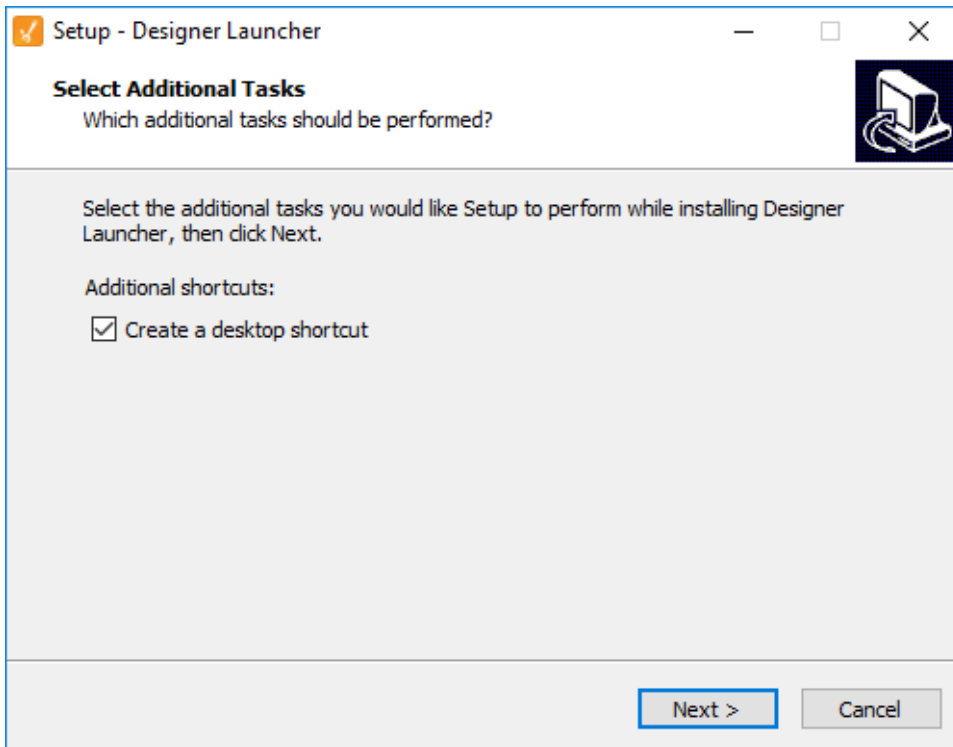 Setup - Designer Launcher
Select Additional Tasks
Which additional tasks should be performed?
Select the additional tasks you would like Setup to perform while installing Designer
Launcher, then click Next.
Additional shortcuts:
Create a desktop shortcut
Next >
Cancel